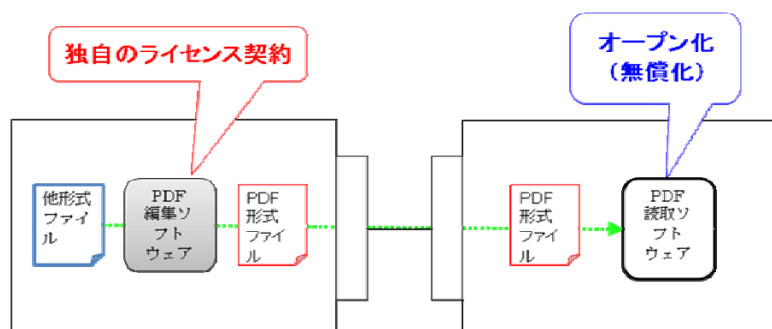 独自のライセンス契約
オープン化
（無償化）
他形式
ファイ
ル
PDF
編集ソ
フト
ウェア
PDF
形式
ファイ
ル
PDF
形式
ファイ
ル
PDF
読取ソ
フト
ウェア